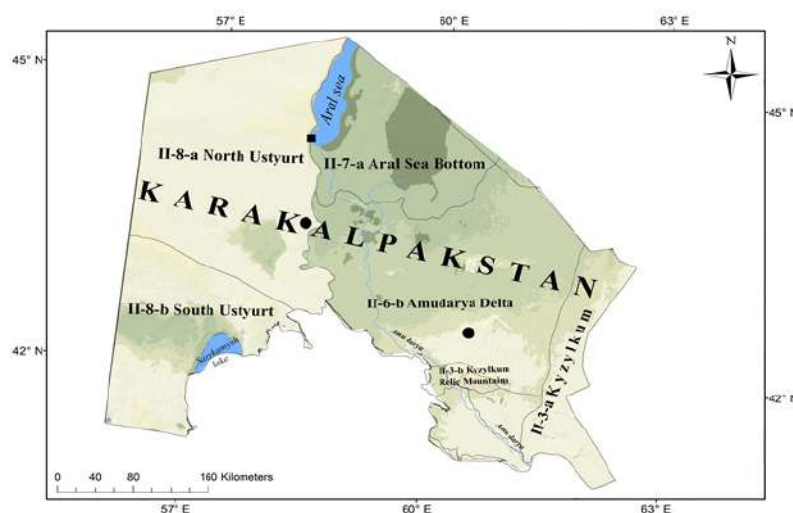 57° E
60° E
63° E
45° N
N
45° N
Aral sea
II-8-a North Ustyurt
II-7-a Aral Sea Bottom
KARAKALPAKSTAN
II-8-b South Ustyurt
II-6-b Amudarya Delta
42° N
lake
II-3-b Kyzylkum
Relic Mountains
II-3-a Kyzylkum
42° N
0 40 80 160 Kilometers
57° E
60° E
63° E